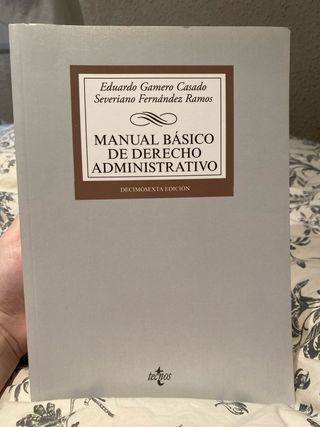 Eduardo Gamero Casado
Severiano Fernández Ramos
MANUAL BÁSICO
DE DERECHO
ADMINISTRATIVO
DECIMOSEXTA EDICIÓN
tecnos